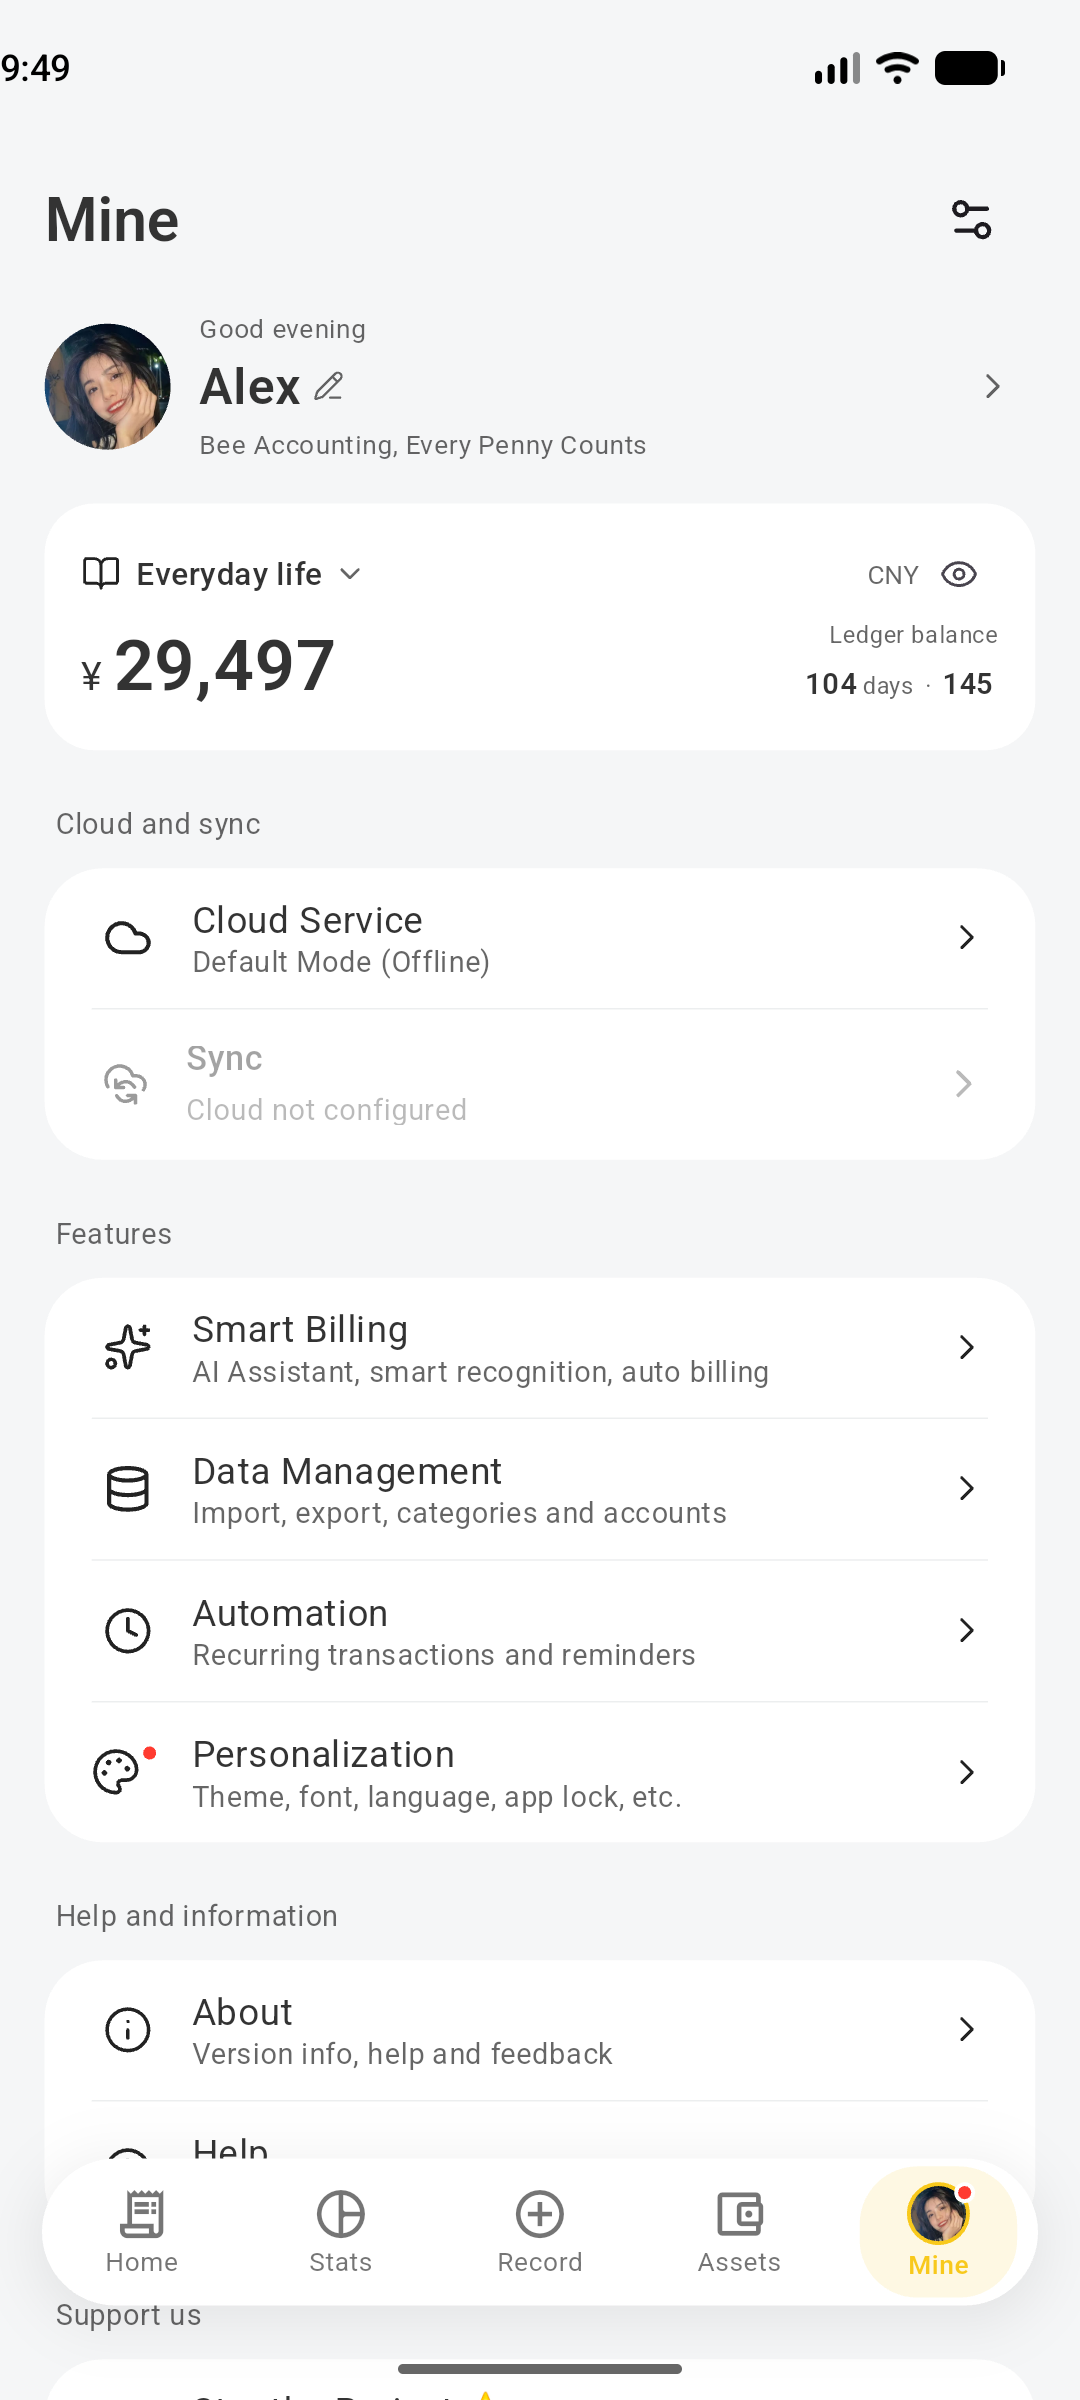 9:49
Mine
Good evening
Alex
Bee Accounting, Every Penny Counts
Everyday life
CNY
¥ 29,497
Ledger balance
104 days · 145
Cloud and sync
Cloud Service
Default Mode (Offline)
Sync
Cloud not configured
Features
Smart Billing
AI Assistant, smart recognition, auto billing
Data Management
Import, export, categories and accounts
Automation
Recurring transactions and reminders
Personalization
Theme, font, language, app lock, etc.
Help and information
About
Version info, help and feedback
Help
Home
Stats
Record
Assets
Mine
Support us